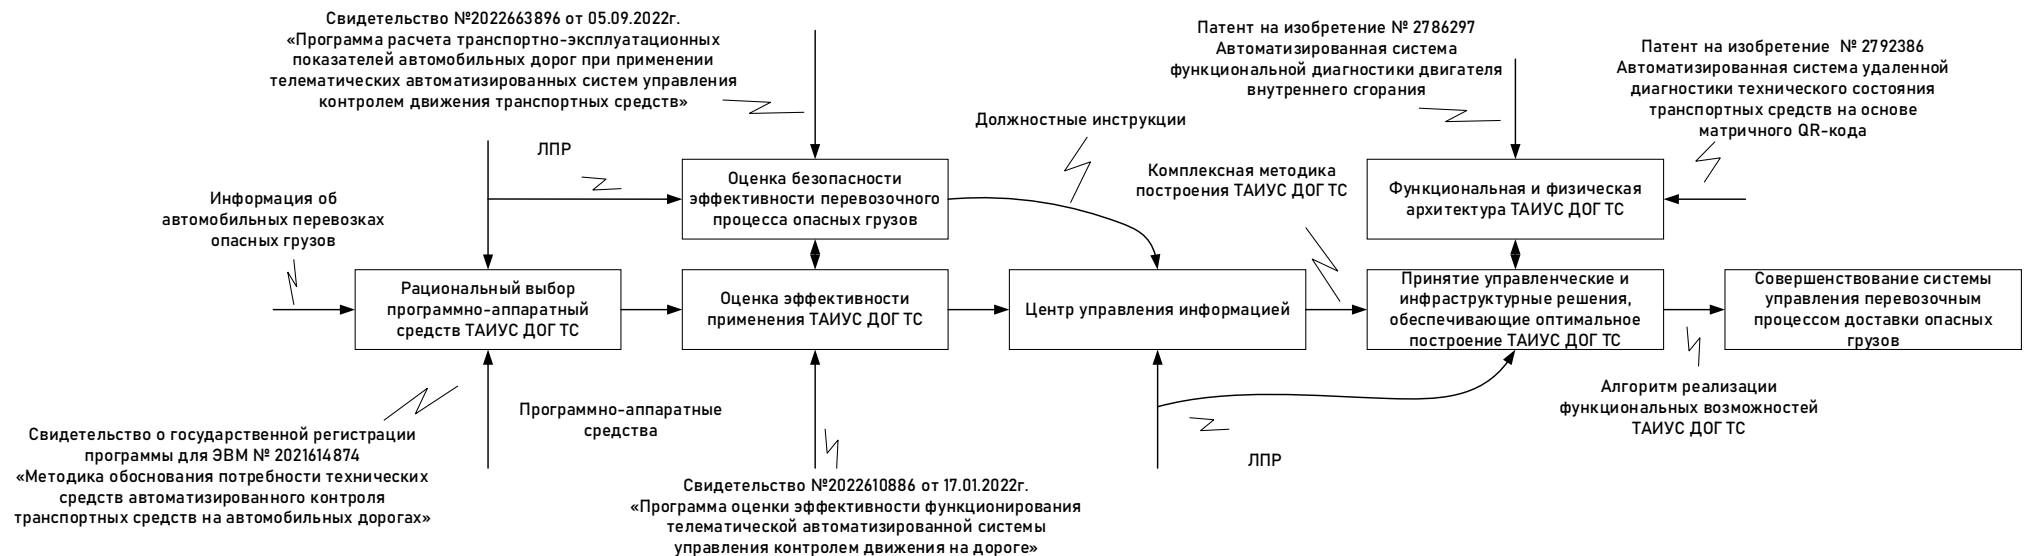 Свидетельство №2022663896 от 05.09.2022г.
«Программа расчета транспортно-эксплуатационных
показателей автомобильных дорог при применении
телематических автоматизированных систем управления
контролем движения транспортных средств»
Патент на изобретение № 2786297
Автоматизированная система
функциональной диагностики двигателя
внутреннего сгорания
Патент на изобретение № 2792386
Автоматизированная система удаленной
диагностики технического состояния
транспортных средств на основе
матричного QR-кода
ЛПР
Должностные инструкции
Информация об
автомобильных перевозках
опасных грузов
Оценка безопасности
эффективности перевозочного
процесса опасных грузов
Комплексная методика
построения ТАИУС ДОГ ТС
Функциональная и физическая
архитектура ТАИУС ДОГ ТС
Рациональный выбор
программно-аппаратный
средств ТАИУС ДОГ ТС
Оценка эффективности
применения ТАИУС ДОГ ТС
Центр управления информацией
Принятие управленческие и
инфраструктурные решения,
обеспечивающие оптимальное
построение ТАИУС ДОГ ТС
Совершенствование системы
управления перевозочным
процессом доставки опасных
грузов
Программно-аппаратные
средства
Алгоритм реализации
функциональных возможностей
ТАИУС ДОГ ТС
Свидетельство о государственной регистрации
программы для ЭВМ № 2021614874
«Методика обоснования потребности технических
средств автоматизированного контроля
транспортных средств на автомобильных дорогах»
ЛПР
Свидетельство №2022610886 от 17.01.2022г.
«Программа оценки эффективности функционирования
телематической автоматизированной системы
управления контролем движения на дороге»